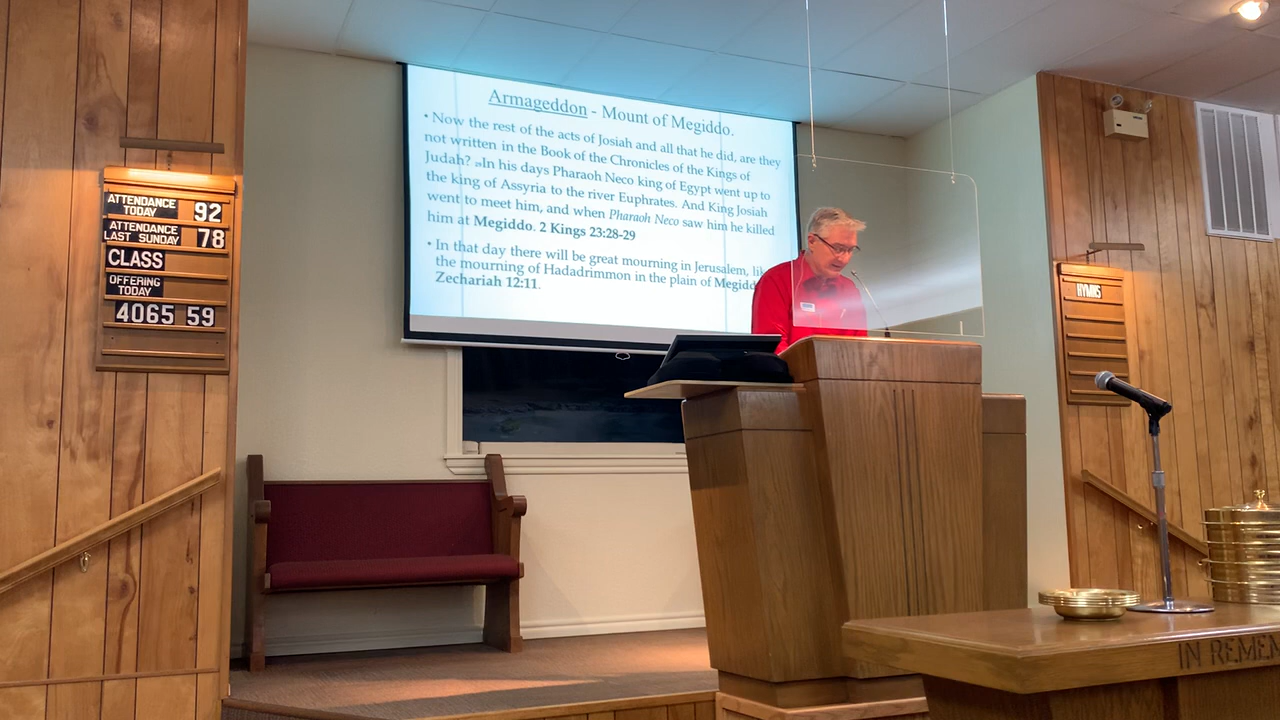 Armageddon - Mount of Megiddo.
• Now the rest of the acts of Josiah and all that he did, are they
not written in the Book of the Chronicles of the Kings of
Judah? 29In his days Pharaoh Neco king of Egypt went up to
the king of Assyria to the river Euphrates. And King Josiah
went to meet him, and when Pharaoh Neco saw him he killed
him at Megiddo. 2 Kings 23:28-29
• In that day there will be great mourning in Jerusalem, lik
the mourning of Hadadrimmon in the plain of Megidd
Zechariah 12:11.
ATTENDANCE
TODAY 92
ATTENDANCE
LAST SUNDAY 78
CLASS
OFFERING
TODAY
4065 59
HYMNS
IN REMEM